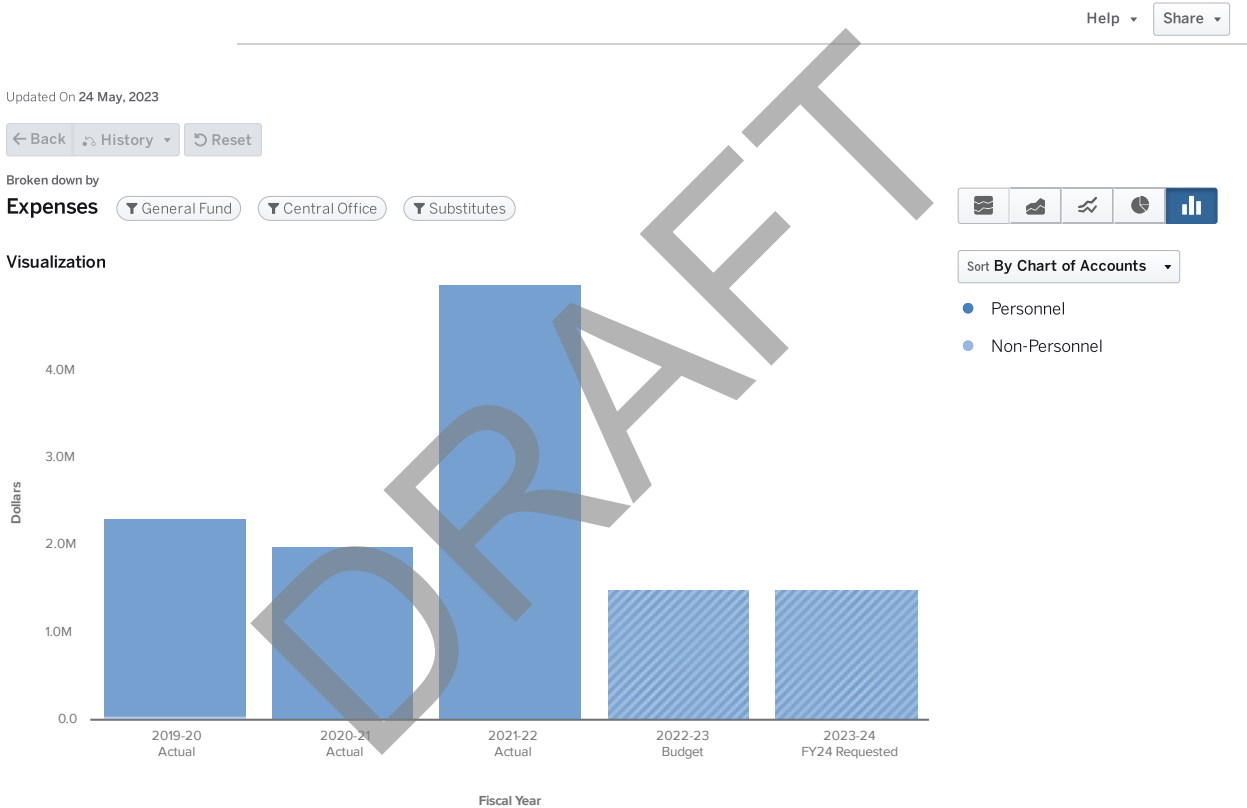 Help
Share
Updated On 24 May, 2023
Back
History
Reset
Broken down by
Expenses
General Fund
Central Office
Substitutes
Visualization
Sort By Chart of Accounts
Personnel
Non-Personnel
4.0M
3.0M
2.0M
1.0M
0.0
Dollars
2019-20
Actual
2020-21
Actual
2021-22
Actual
2022-23
Budget
2023-24
FY24 Requested
Fiscal Year
DRAFT